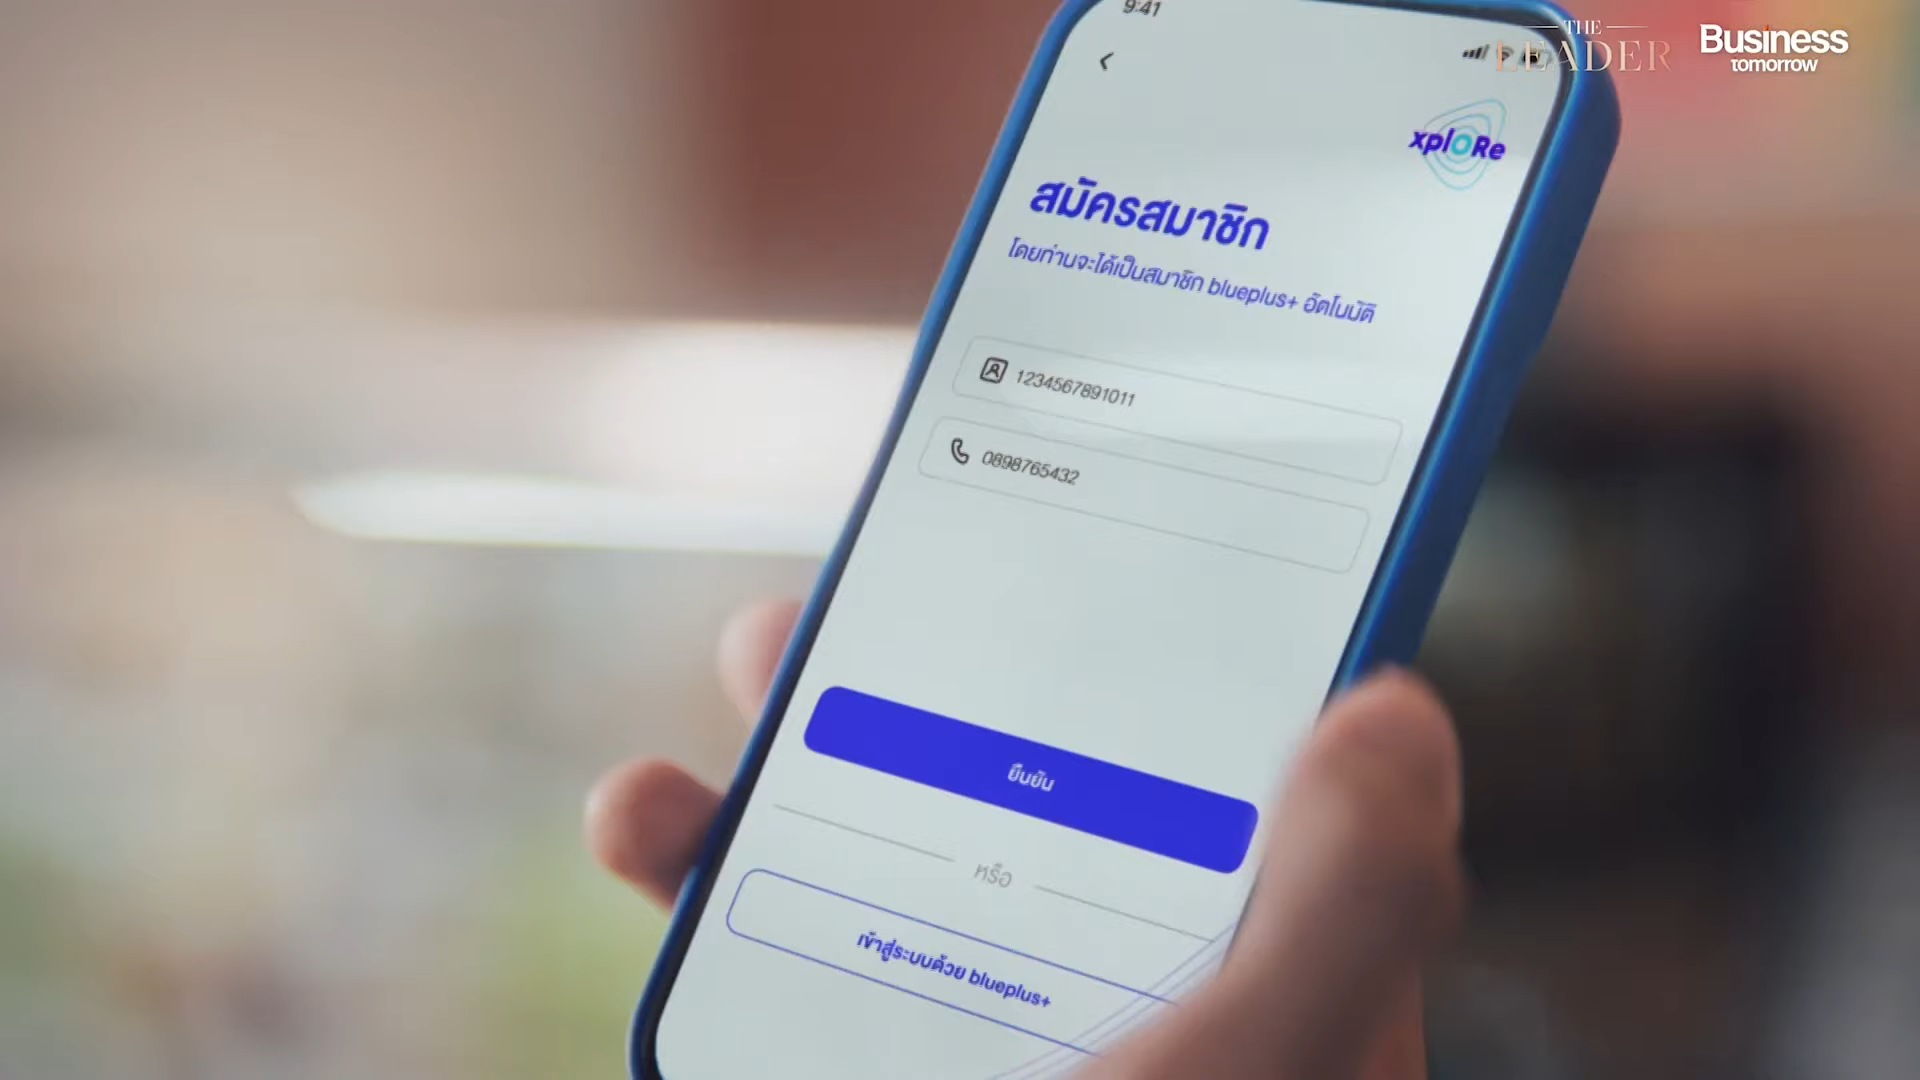 9:41
THE
LEADER
Business
tomorrow
xplORe
สมัครสมาชิก
โดยท่านจะได้เป็นสมาชิก blueplus+ อัตโนมัติ
1234567891011
0898765432
ยืนยัน
หรือ
เข้าสู่ระบบด้วย blueplus+